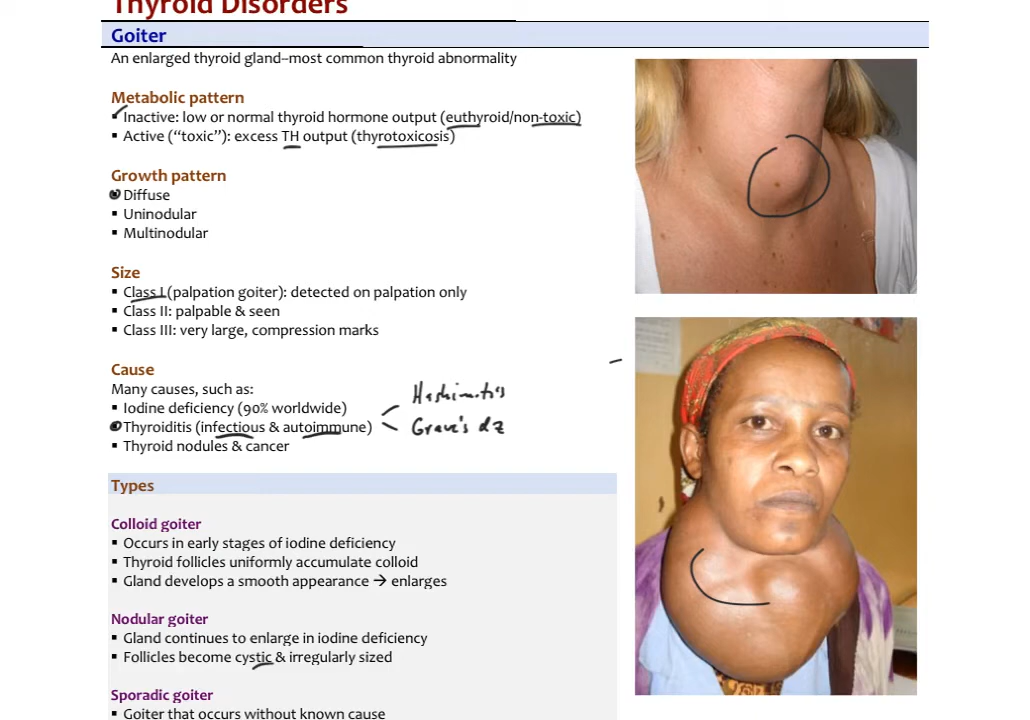 Thyroid Disorders
Goiter
An enlarged thyroid gland–most common thyroid abnormality
Metabolic pattern
▪ Inactive: low or normal thyroid hormone output (euthyroid/non-toxic)
▪ Active (“toxic”): excess TH output (thyrotoxicosis)
Growth pattern
▪ Diffuse
▪ Uninodular
▪ Multinodular
Size
▪ Class I (palpation goiter): detected on palpation only
▪ Class II: palpable & seen
▪ Class III: very large, compression marks
Cause
Many causes, such as:
▪ Iodine deficiency (90% worldwide)
▪ Thyroiditis (infectious & autoimmune)
▪ Thyroid nodules & cancer
Hashimoto's
Grave's dz
Types
Colloid goiter
▪ Occurs in early stages of iodine deficiency
▪ Thyroid follicles uniformly accumulate colloid
▪ Gland develops a smooth appearance → enlarges
Nodular goiter
▪ Gland continues to enlarge in iodine deficiency
▪ Follicles become cystic & irregularly sized
Sporadic goiter
▪ Goiter that occurs without known cause